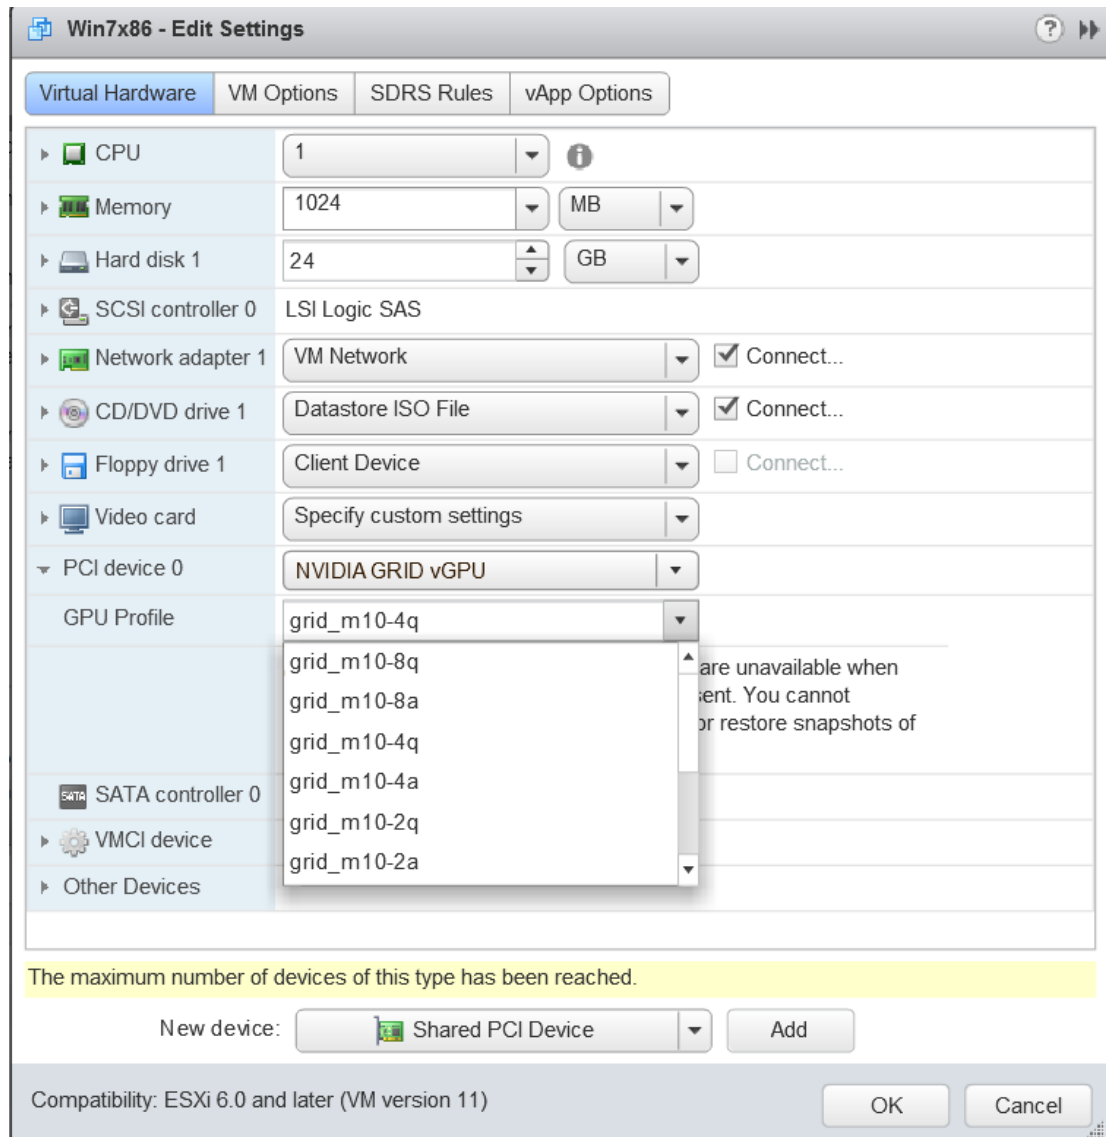 Win7x86 - Edit Settings
Virtual Hardware VM Options SDRS Rules vApp Options
CPU 1
Memory 1024 MB
Hard disk 1 24 GB
SCSI controller 0 LSI Logic SAS
Network adapter 1 VM Network Connect...
CD/DVD drive 1 Datastore ISO File Connect...
Floppy drive 1 Client Device Connect...
Video card Specify custom settings
PCI device 0 NVIDIA GRID vGPU
GPU Profile grid_m10-4q
grid_m10-8q are unavailable when
grid_m10-8a You cannot
grid_m10-4q or restore snapshots of
grid_m10-4a
SATA SATA controller 0
grid_m10-2q
VMCI device
grid_m10-2a
Other Devices
The maximum number of devices of this type has been reached.
New device: Shared PCI Device Add
Compatibility: ESXi 6.0 and later (VM version 11) OK Cancel